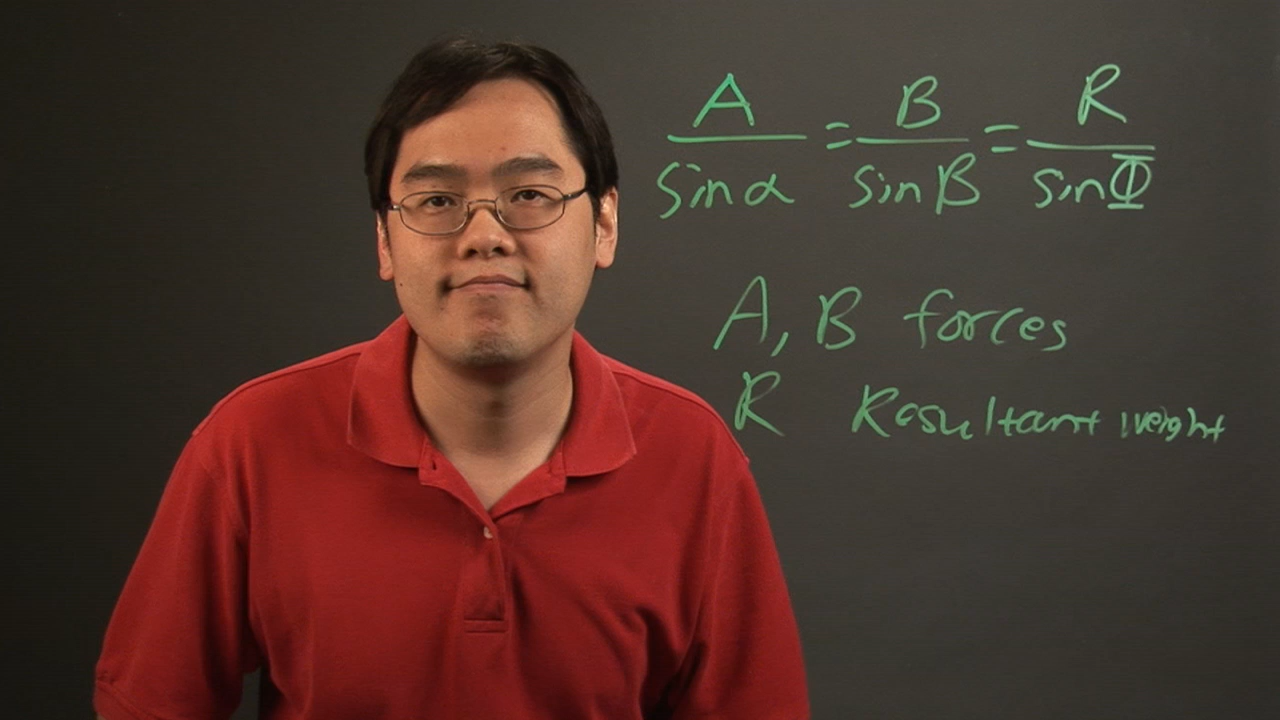 A/sinα = B/sinβ = R/sinΦ
A, B forces
R Resultant weight